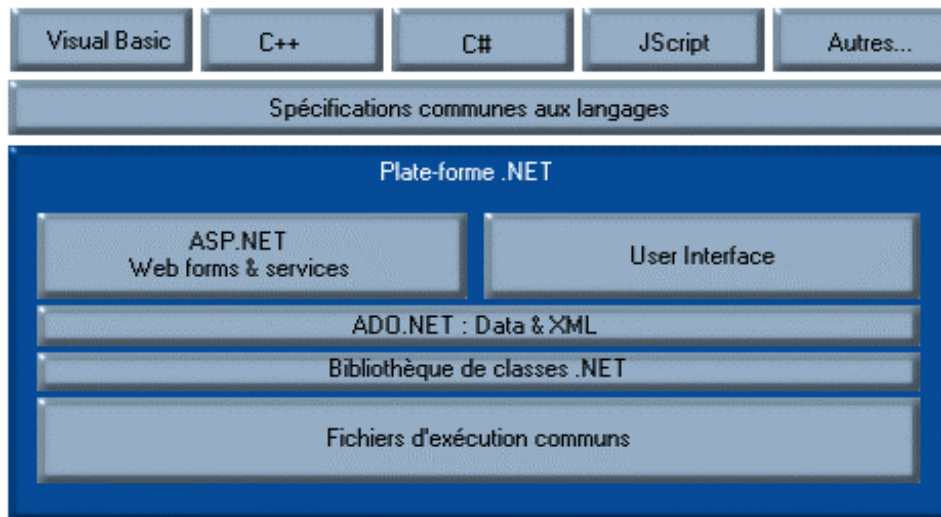 Visual Basic
C++
C#
JScript
Autres...
Spécifications communes aux langages
Plate-forme .NET
ASP.NET
Web forms & services
User Interface
ADO.NET : Data & XML
Bibliothèque de classes .NET
Fichiers d'exécution communs